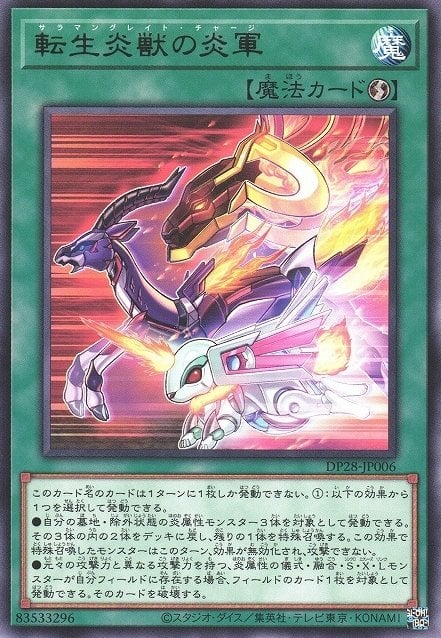 サラマングレイト・チャージ
転生炎獣の炎軍
魔
まほう
【魔法カード】
DP28-JP006
このカード名のカードは1ターンに1枚しか発動できない。①:以下の効果から
1つを選択して発動できる。
●自分の墓地・除外状態の炎属性モンスター3体を対象として発動できる。
その3体の内の2体をデッキに戻し、残りの1体を特殊召喚する。この効果で
特殊召喚したモンスターはこのターン、効果が無効化され、攻撃できない。
●元々の攻撃力と異なる攻撃力を持つ、炎属性の儀式・融合・S・X・Lモン
スターが自分フィールドに存在する場合、フィールドのカード1枚を対象とし
て発動できる。そのカードを破壊する。
83533296
©スタジオ・ダイス/集英社・テレビ東京・KONAMI